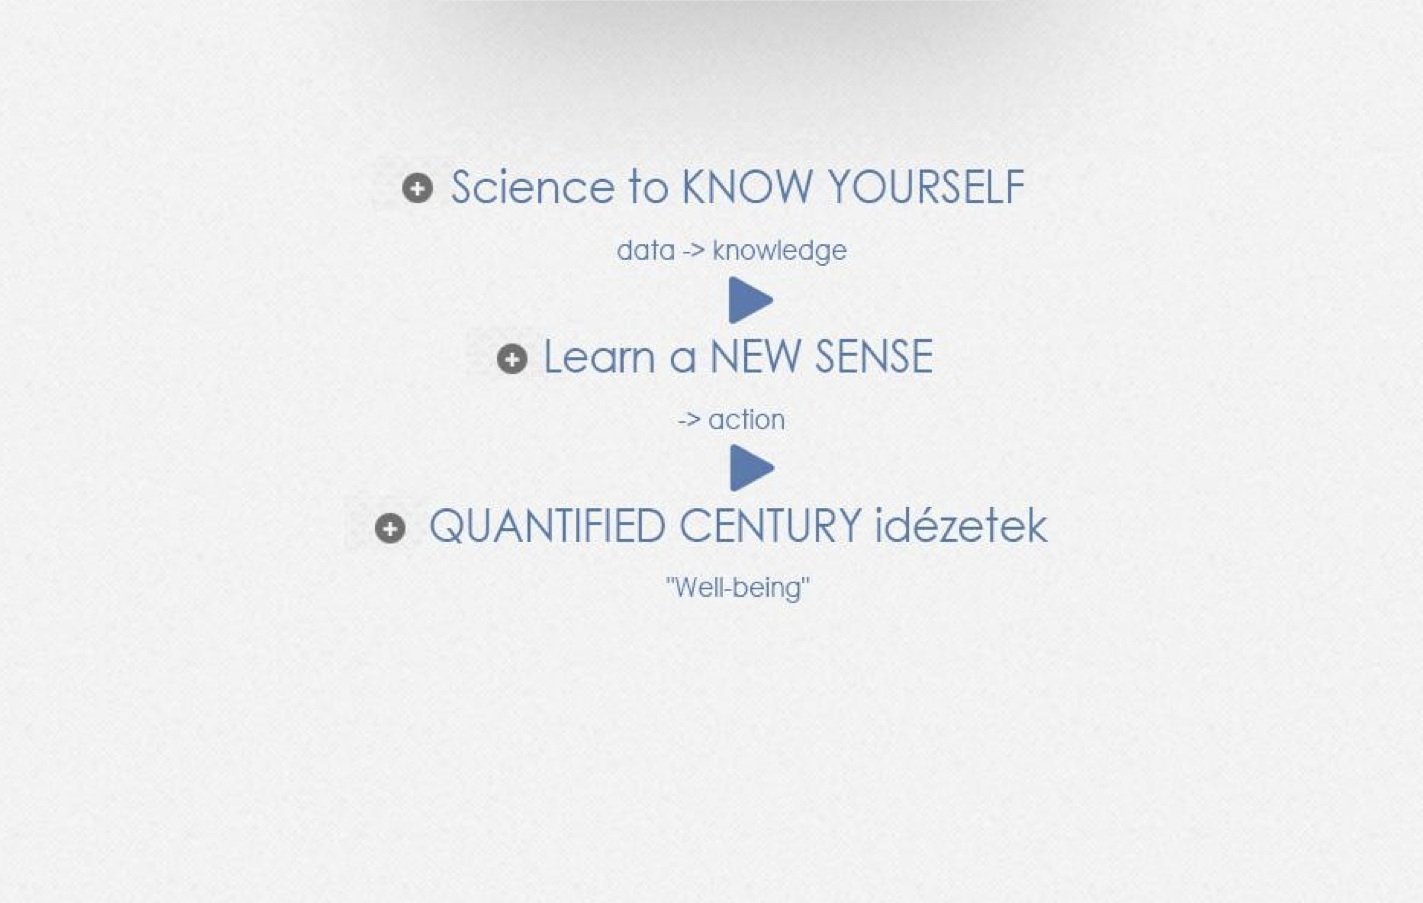 Science to KNOW YOURSELF
data -> knowledge
Learn a NEW SENSE
-> action
QUANTIFIED CENTURY idézetek
"Well-being"